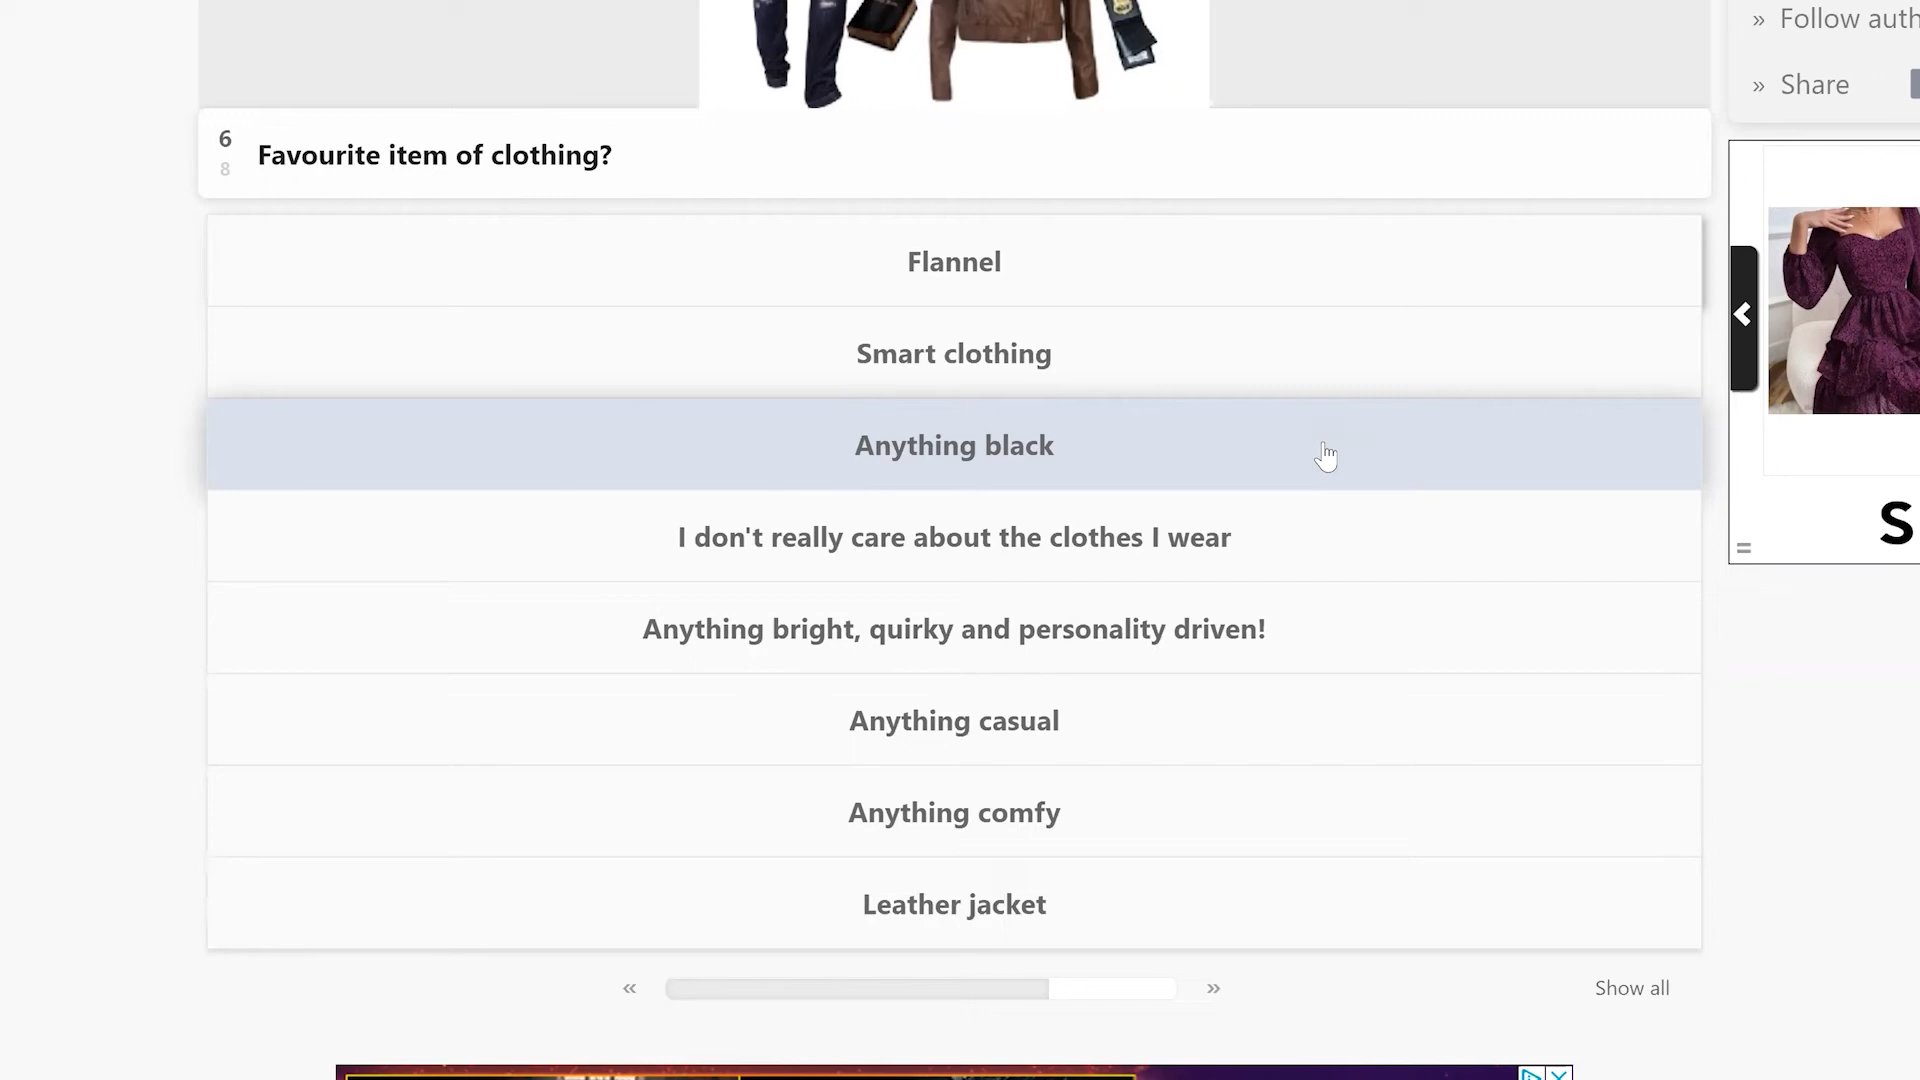 » Follow auth
» Share
6
8
Favourite item of clothing?
Flannel
Smart clothing
Anything black
I don't really care about the clothes I wear
Anything bright, quirky and personality driven!
Anything casual
Anything comfy
Leather jacket
S
« »
Show all